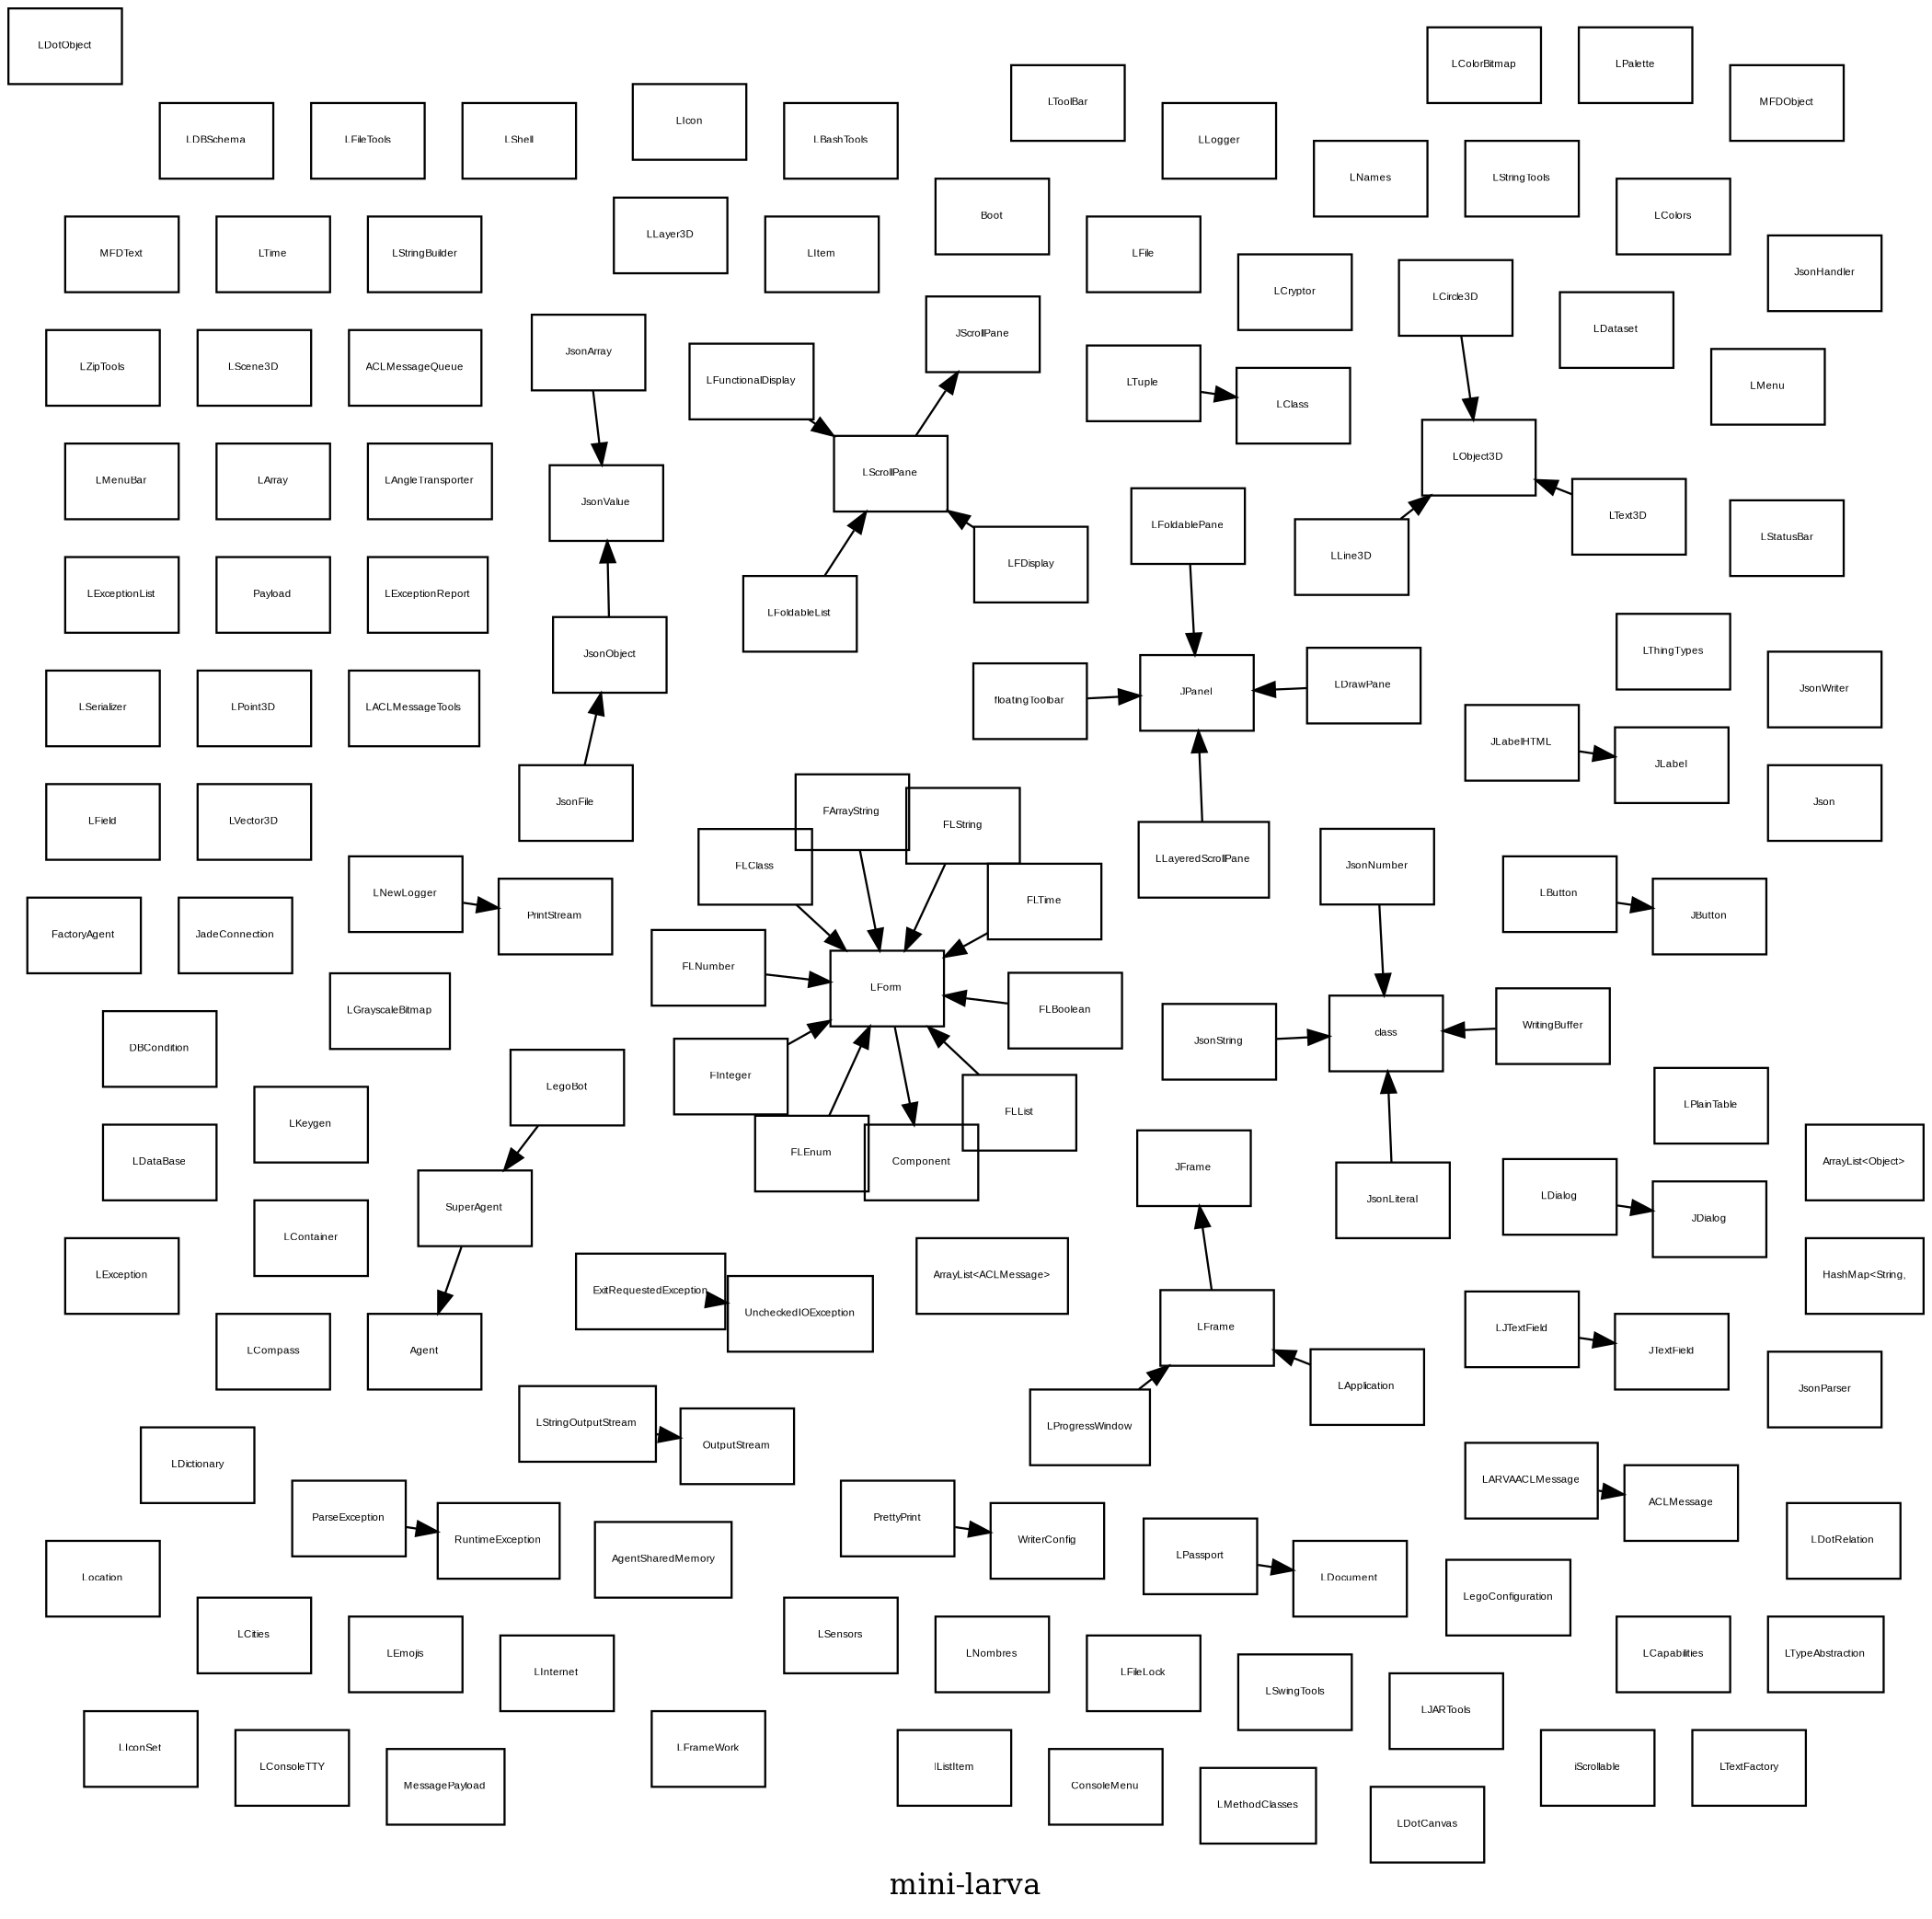 LDotObject
LColorBitmap
LPalette
MFDObject
LToolBar
LIcon
LDBSchema
LFileTools
LShell
LBashTools
LLogger
LNames
LStringTools
Boot
LColors
LLayer3D
MFDText
LTime
LStringBuilder
LItem
LFile
JsonHandler
LCryptor
LCircle3D
LDataset
JScrollPane
JsonArray
LZipTools
LScene3D
ACLMessageQueue
LFunctionalDisplay
LTuple
LMenu
LClass
LObject3D
LScrollPane
LMenuBar
LArray
LAngleTransporter
JsonValue
LText3D
LFoldablePane
LStatusBar
LLine3D
LFDisplay
LExceptionList
Payload
LExceptionReport
LFoldableList
JsonObject
LThingTypes
JsonWriter
LDrawPane
JPanel
floatingToolbar
LSerializer
LPoint3D
LACLMessageTools
JLabelHTML
JLabel
JsonFile
Json
FArrayString
LField
LVector3D
FLString
LLayeredScrollPane
FLClass
JsonNumber
LNewLogger
LButton
FLTime
PrintStream
JButton
FactoryAgent
JadeConnection
FLNumber
LForm
FLBoolean
LGrayscaleBitmap
WritingBuffer
class
JsonString
DBCondition
FInteger
LegoBot
LPlainTable
FLList
LKeygen
FLEnum
Component
LDataBase
ArrayList<Object>
JFrame
LDialog
JsonLiteral
SuperAgent
JDialog
LContainer
LException
ExitRequestedException
ArrayList<ACLMessage>
HashMap<String,
UncheckedIOException
LFrame
LJTextField
LCompass
Agent
JTextField
LApplication
JsonParser
LStringOutputStream
LProgressWindow
OutputStream
LDictionary
LARVAACLMessage
ACLMessage
ParseException
RuntimeException
PrettyPrint
WriterConfig
LDotRelation
LPassport
AgentSharedMemory
Location
LDocument
LegoConfiguration
LCities
LEmojis
LSensors
LNombres
LCapabilities
LTypeAbstraction
LInternet
LFileLock
LSwingTools
LJARTools
LIconSet
LConsoleTTY
LFrameWork
lListItem
iScrollable
LTextFactory
MessagePayload
ConsoleMenu
LMethodClasses
LDotCanvas
mini-larva